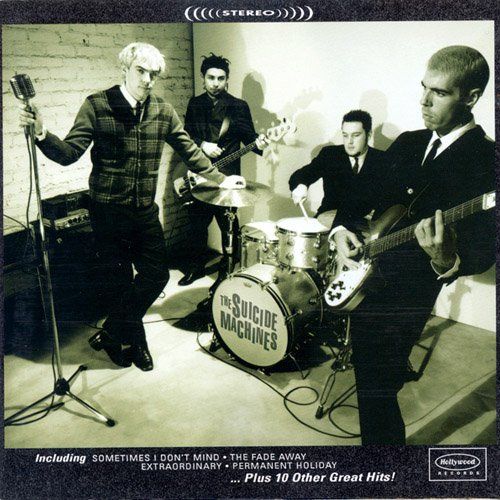 STEREO
THE
SUICIDE
MACHINES
Including SOMETIMES I DON'T MIND • THE FADE AWAY
EXTRAORDINARY • PERMANENT HOLIDAY
... Plus 10 Other Great Hits!
Hollywood
RECORDS